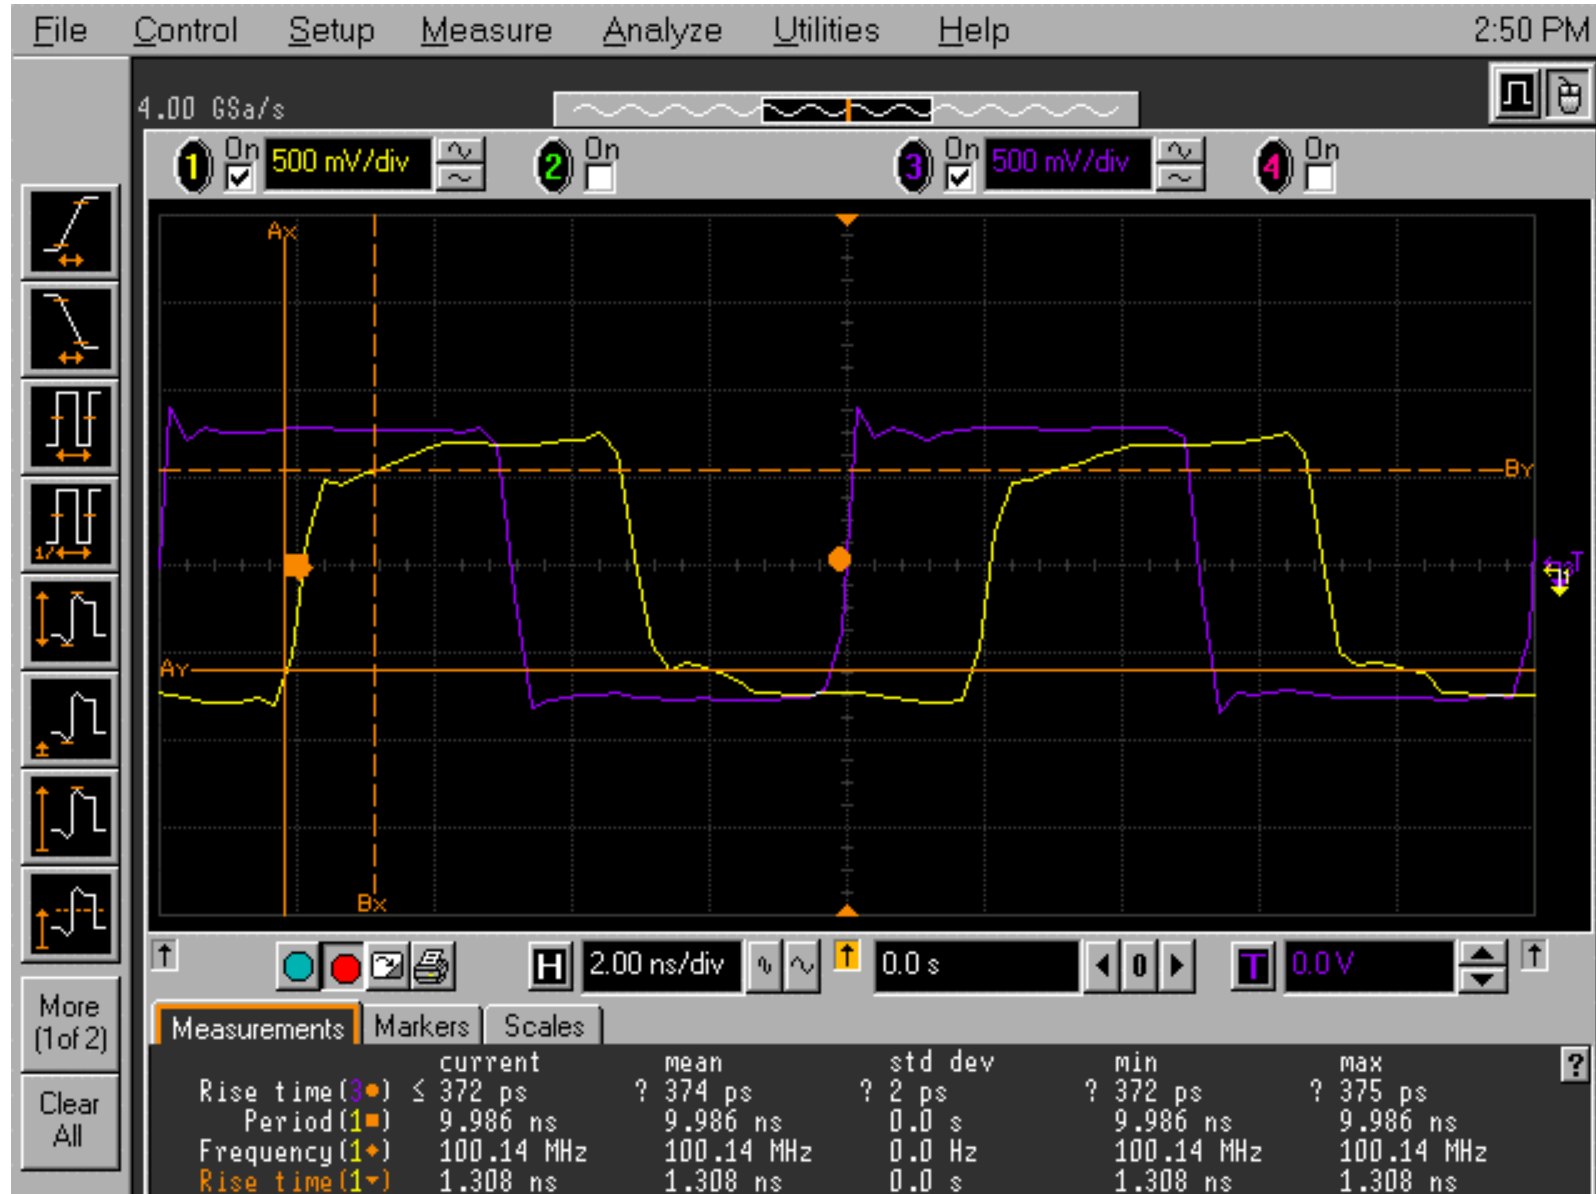 File Control Setup Measure Analyze Utilities Help 2:50 PM
4.00 GSa/s
1 On 500 mV/div 2 On 3 On 500 mV/div 4 On
Ax
By
T
Ay
Bx
H 2.00 ns/div 0.0 s 0 T 0.0 V
More
(1of 2)
Clear
All
Measurements Markers Scales
current mean std dev min max ?
Rise time(3) ≤ 372 ps ? 374 ps ? 2 ps ? 372 ps ? 375 ps
Period(1) 9.986 ns 9.986 ns 0.0 s 9.986 ns 9.986 ns
Frequency(1) 100.14 MHz 100.14 MHz 0.0 Hz 100.14 MHz 100.14 MHz
Rise time(1) 1.308 ns 1.308 ns 0.0 s 1.308 ns 1.308 ns